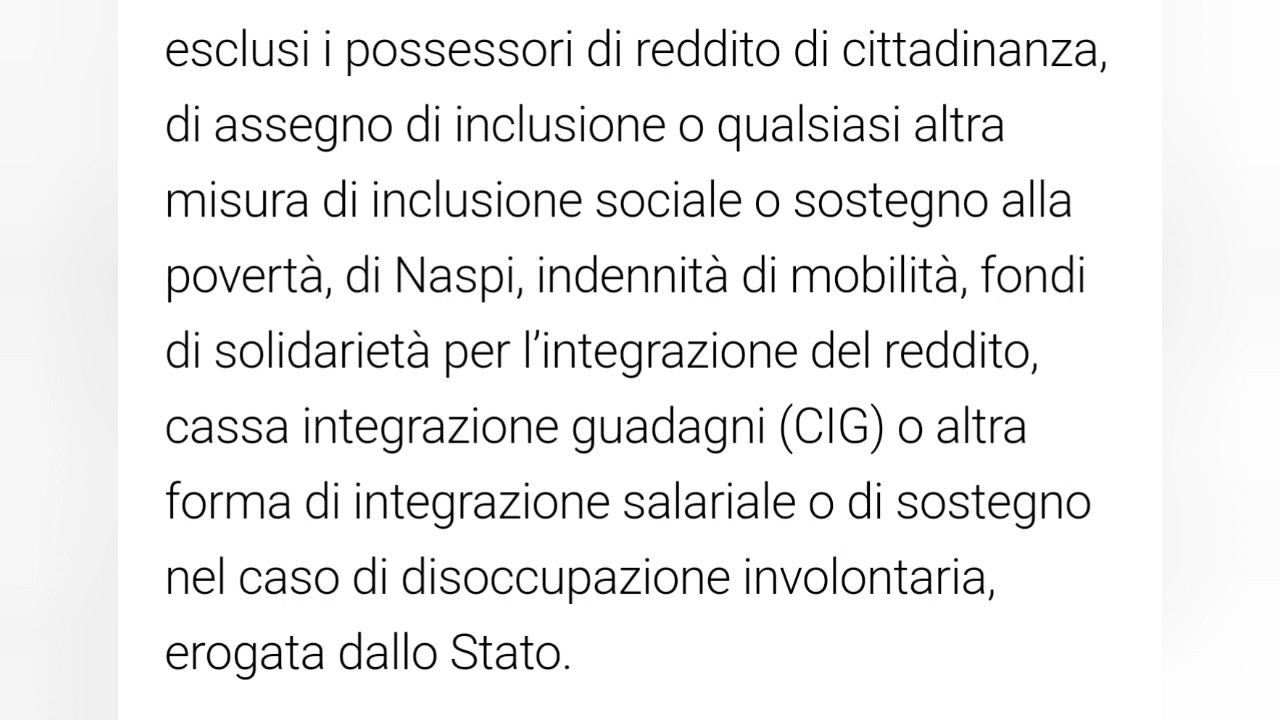 esclusi i possessori di reddito di cittadinanza,
di assegno di inclusione o qualsiasi altra
misura di inclusione sociale o sostegno alla
povertà, di Naspi, indennità di mobilità, fondi
di solidarietà per l’integrazione del reddito,
cassa integrazione guadagni (CIG) o altra
forma di integrazione salariale o di sostegno
nel caso di disoccupazione involontaria,
erogata dallo Stato.